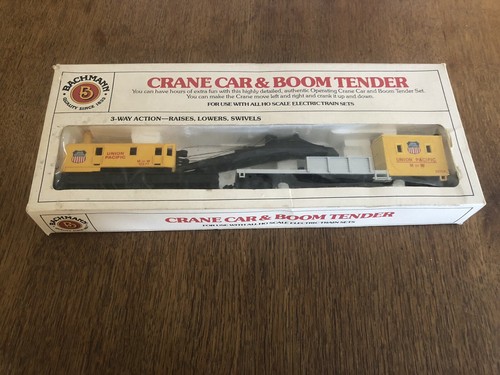 BACHMANN
QUALITY SINCE 1833
CRANE CAR & BOOM TENDER
You can have hours of extra fun with this highly detailed, authentic Operating Crane Car and Boom Tender Set.
You can make the Crane move left and right and crank it up and down.
FOR USE WITH ALL HO SCALE ELECTRIC TRAIN SETS
3-WAY ACTION—RAISES, LOWERS, SWIVELS
UNION
PACIFIC
UNION PACIFIC
BACHMANN
CRANE CAR & BOOM TENDER
FOR USE WITH ALL HO SCALE ELECTRIC TRAIN SETS